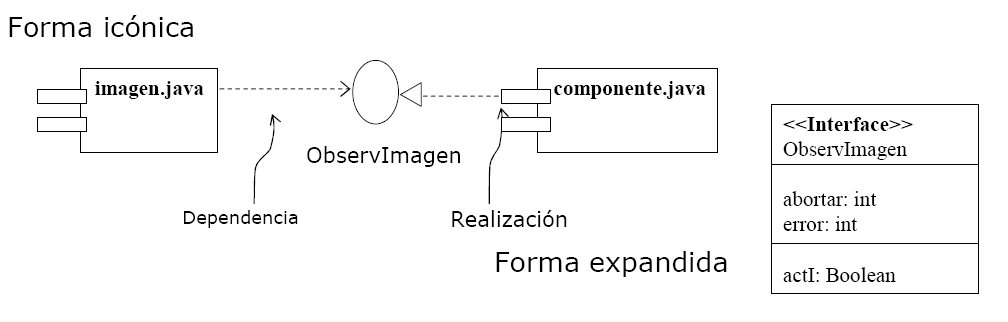 Forma icónica
imagen.java
componente.java
<<Interface>>
ObservImagen
ObservImagen
abortar: int
error: int
Dependencia
Realización
Forma expandida
actI: Boolean